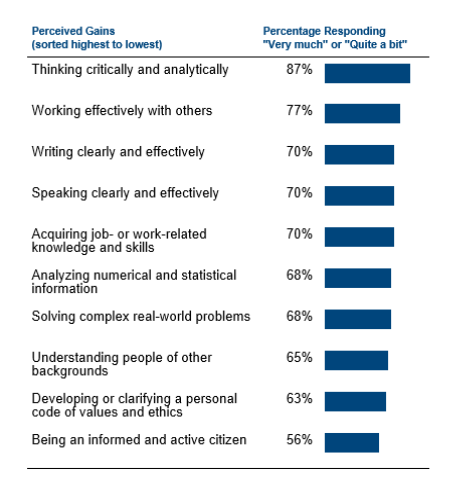 Perceived Gains
(sorted highest to lowest)
Percentage Responding
"Very much" or "Quite a bit"
Thinking critically and analytically 87%
Working effectively with others 77%
Writing clearly and effectively 70%
Speaking clearly and effectively 70%
Acquiring job- or work-related
knowledge and skills 70%
Analyzing numerical and statistical
information 68%
Solving complex real-world problems 68%
Understanding people of other
backgrounds 65%
Developing or clarifying a personal
code of values and ethics 63%
Being an informed and active citizen 56%